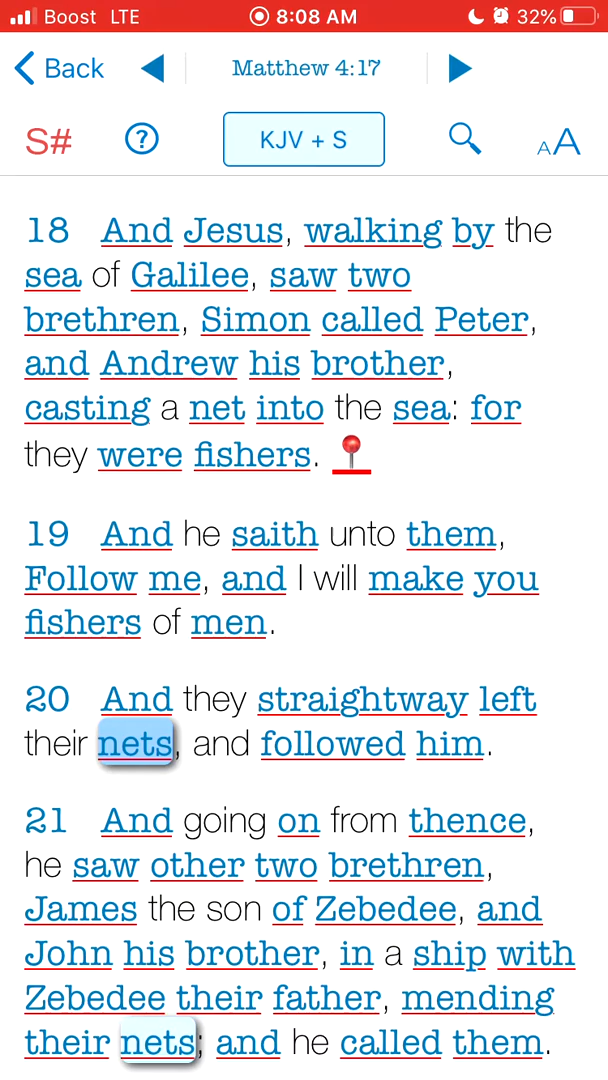 Boost LTE 8:08 AM 32%
Back Matthew 4:17
S# ? KJV + S AA
18 And Jesus, walking by the
sea of Galilee, saw two
brethren, Simon called Peter,
and Andrew his brother,
casting a net into the sea: for
they were fishers.
19 And he saith unto them,
Follow me, and I will make you
fishers of men.
20 And they straightway left
their nets, and followed him.
21 And going on from thence,
he saw other two brethren,
James the son of Zebedee, and
John his brother, in a ship with
Zebedee their father, mending
their nets; and he called them.